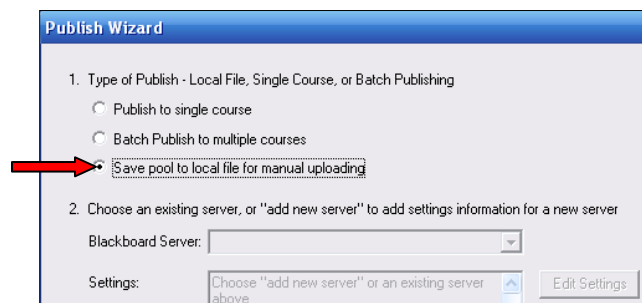 Publish Wizard
1. Type of Publish - Local File, Single Course, or Batch Publishing
Publish to single course
Batch Publish to multiple courses
Save pool to local file for manual uploading
2. Choose an existing server, or "add new server" to add settings information for a new server
Blackboard Server:
Settings: Choose "add new server" or an existing server Edit Settings
above